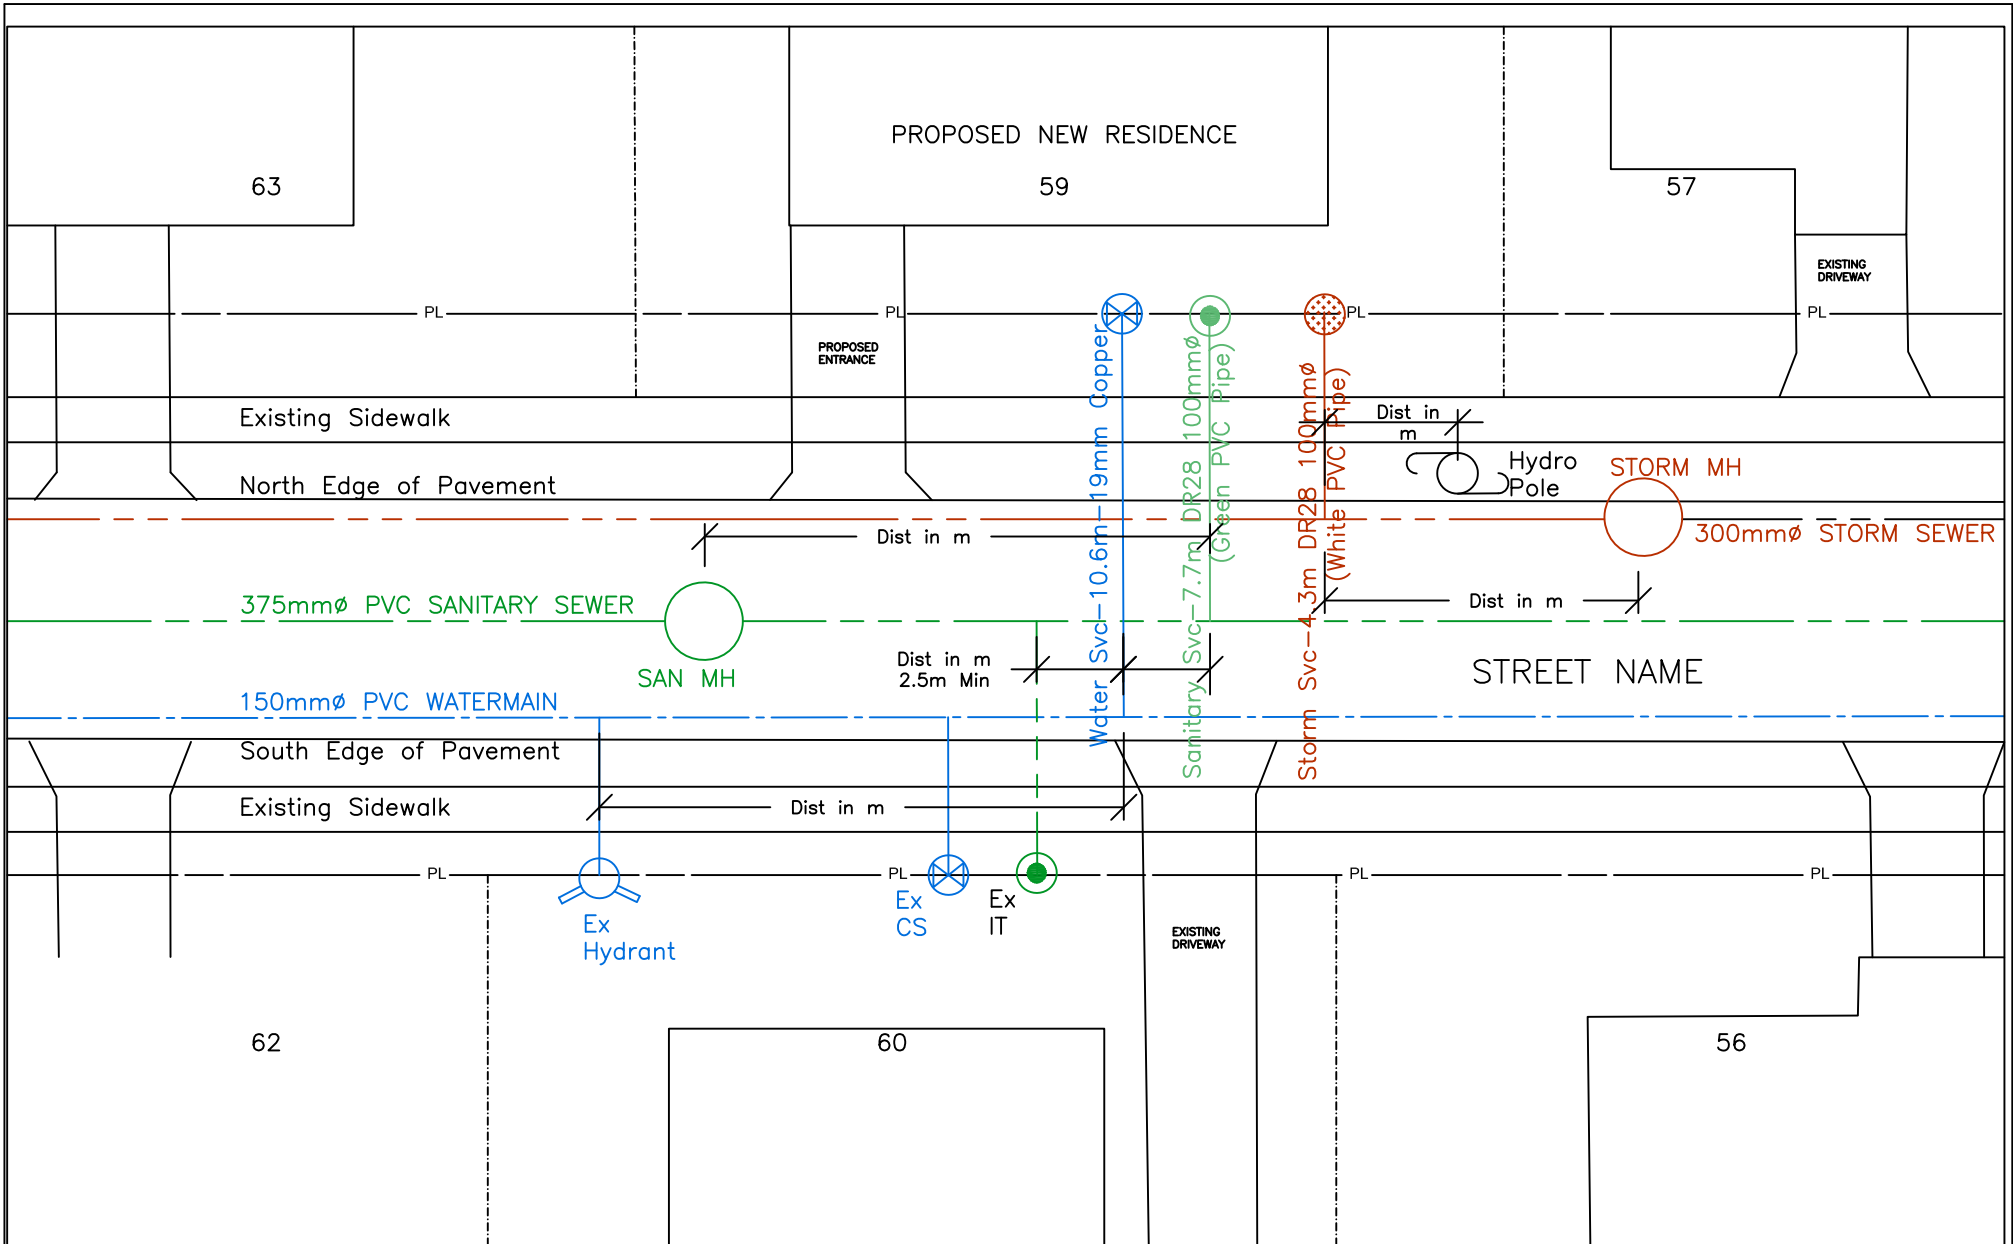 PROPOSED NEW RESIDENCE
63
59
57
EXISTING
DRIVEWAY
PL
PL
PL
PL
PROPOSED
ENTRANCE
Existing Sidewalk
Dist in
m
Hydro
Pole
STORM MH
North Edge of Pavement
300mmø STORM SEWER
Dist in m
Water Svc-10.6m-19mm Copper
Sanitary Svc-7.7m DR28 100mmø
(Green PVC Pipe)
Storm Svc-4.3m DR28 100mmø
(White PVC Pipe)
375mmø PVC SANITARY SEWER
Dist in m
SAN MH
Dist in m
2.5m Min
STREET NAME
150mmø PVC WATERMAIN
South Edge of Pavement
Existing Sidewalk
Dist in m
PL
PL
PL
PL
Ex
Hydrant
Ex
CS
Ex
IT
EXISTING
DRIVEWAY
62
60
56